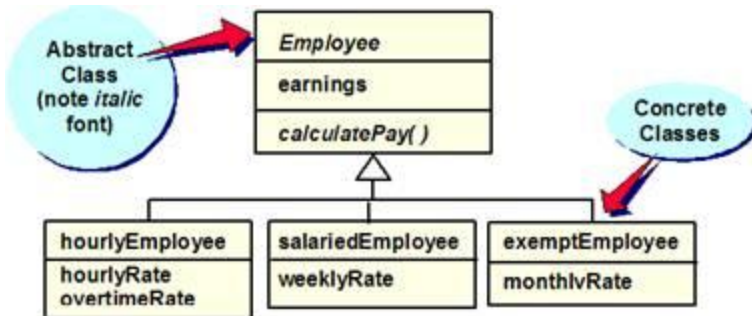 Abstract
Class
(note italic
font)
Employee
earnings
calculatePay( )
Concrete
Classes
hourlyEmployee
hourlyRate
overtimeRate
salariedEmployee
weeklyRate
exemptEmployee
monthlyRate